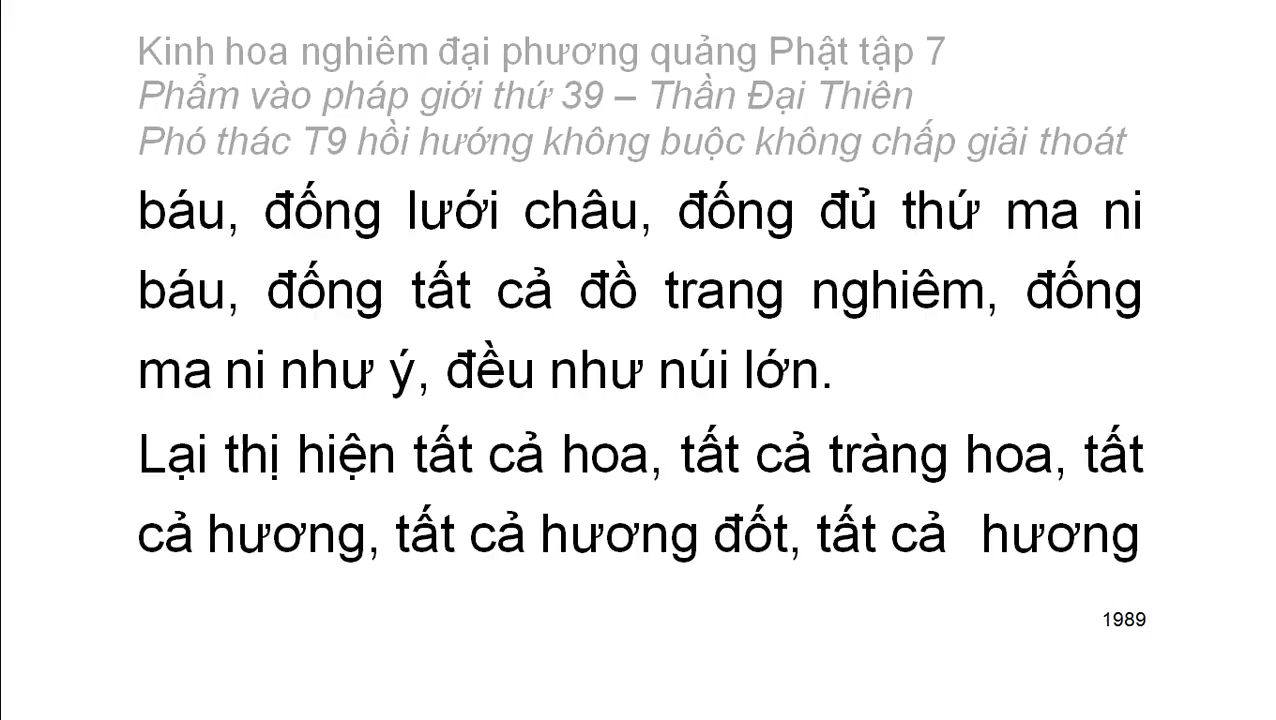 Kinh hoa nghiêm đại phương quảng Phật tập 7
Phẩm vào pháp giới thứ 39 – Thần Đại Thiên
Phó thác T9 hồi hướng không buộc không chấp giải thoát
báu, đống lưới châu, đống đủ thứ ma ni
báu, đống tất cả đồ trang nghiêm, đống
ma ni như ý, đều như núi lớn.
Lại thị hiện tất cả hoa, tất cả tràng hoa, tất
cả hương, tất cả hương đốt, tất cả hương
1989